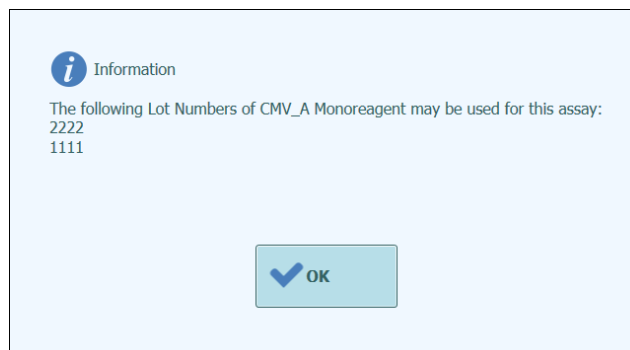 Information
The following Lot Numbers of CMV_A Monoreagent may be used for this assay:
2222
1111
OK